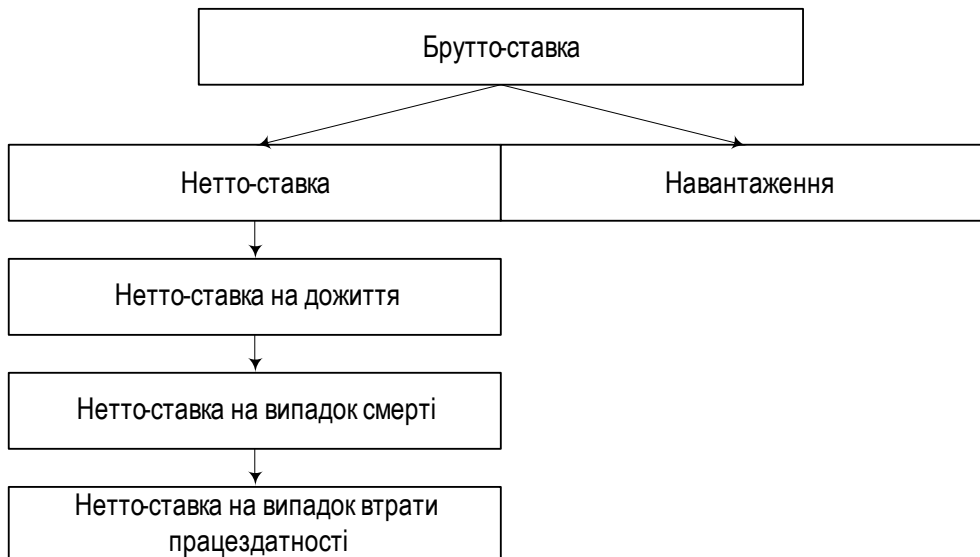 Брутто-ставка
Нетто-ставка
Навантаження
Нетто-ставка на дожиття
Нетто-ставка на випадок смерті
Нетто-ставка на випадок втрати
працездатності